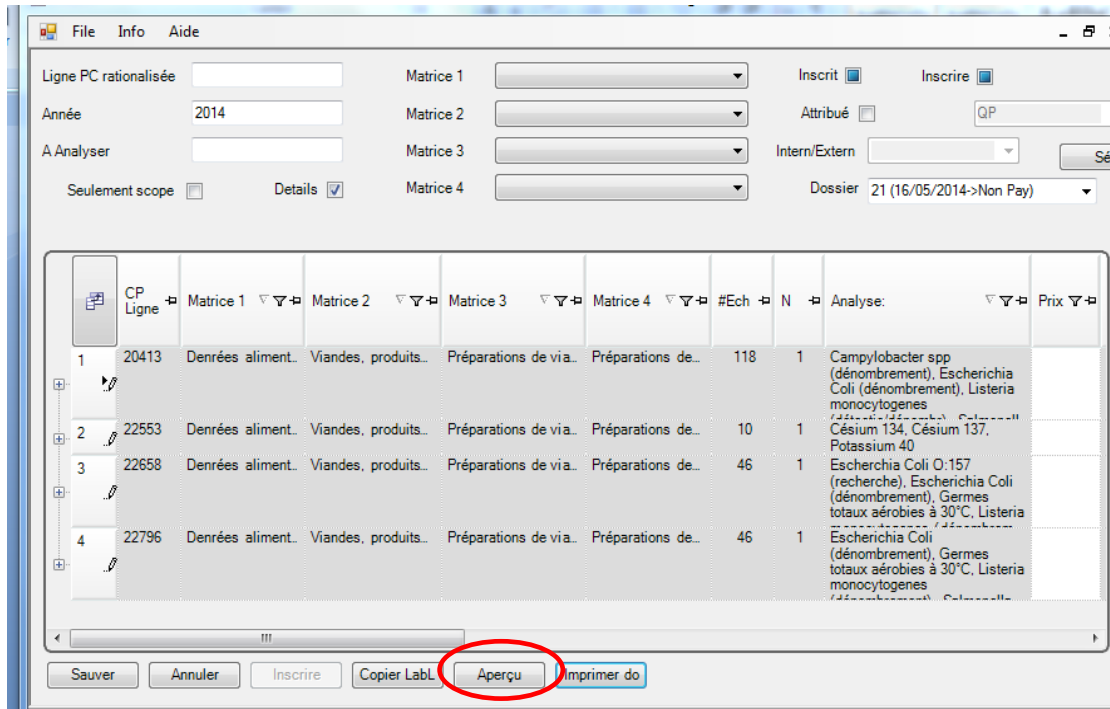 File Info Aide
Ligne PC rationalisée Matrice 1 Inscrit Inscrire
Année 2014 Matrice 2 Attribué QP
A Analyser Matrice 3 Intern/Extern Sé
Seulement scope Details Matrice 4 Dossier 21 (16/05/2014->Non Pay)
CP Ligne Matrice 1 Matrice 2 Matrice 3 Matrice 4 #Ech N Analyse: Prix
1 20413 Denrées aliment... Viandes, produits... Préparations de via... Préparations de... 118 1 Campylobacter spp
(dénombrement), Escherichia
Coli (dénombrement), Listeria
monocytogenes
2 22553 Denrées aliment... Viandes, produits... Préparations de via... Préparations de... 10 1 Césium 134, Césium 137,
Potassium 40
3 22658 Denrées aliment... Viandes, produits... Préparations de via... Préparations de... 46 1 Escherchia Coli O:157
(recherche), Escherichia Coli
(dénombrement), Germes
totaux aérobies à 30°C, Listeria
4 22796 Denrées aliment... Viandes, produits... Préparations de via... Préparations de... 46 1 Escherichia Coli
(dénombrement), Germes
totaux aérobies à 30°C, Listeria
monocytogenes
Sauver Annuler Inscrire Copier LabL Aperçu Imprimer do